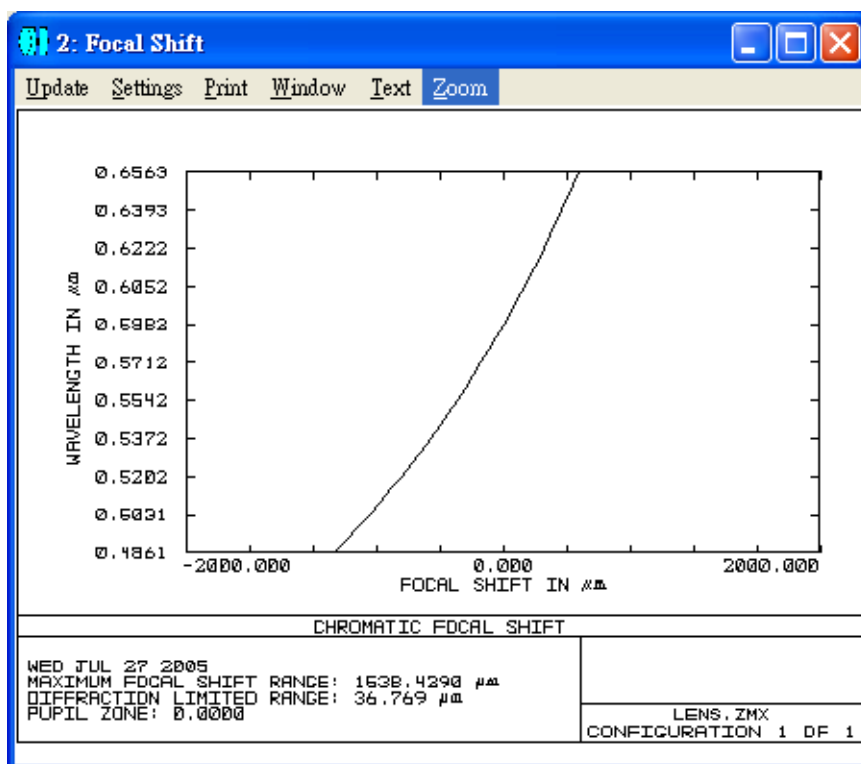 2: Focal Shift
Update Settings Print Window Text Zoom
0.6563
0.6393
0.6222
0.6052
0.5882
0.5712
0.5542
0.5372
0.5202
0.5031
0.4861
WAVELENGTH IN µm
-2000.000 0.000 2000.000
FOCAL SHIFT IN µm
CHROMATIC FOCAL SHIFT
WED JUL 27 2005
MAXIMUM FOCAL SHIFT RANGE: 1538.4290 µm
DIFFRACTION LIMITED RANGE: 36.769 µm
PUPIL ZONE: 0.0000
LENS.ZMX
CONFIGURATION 1 OF 1